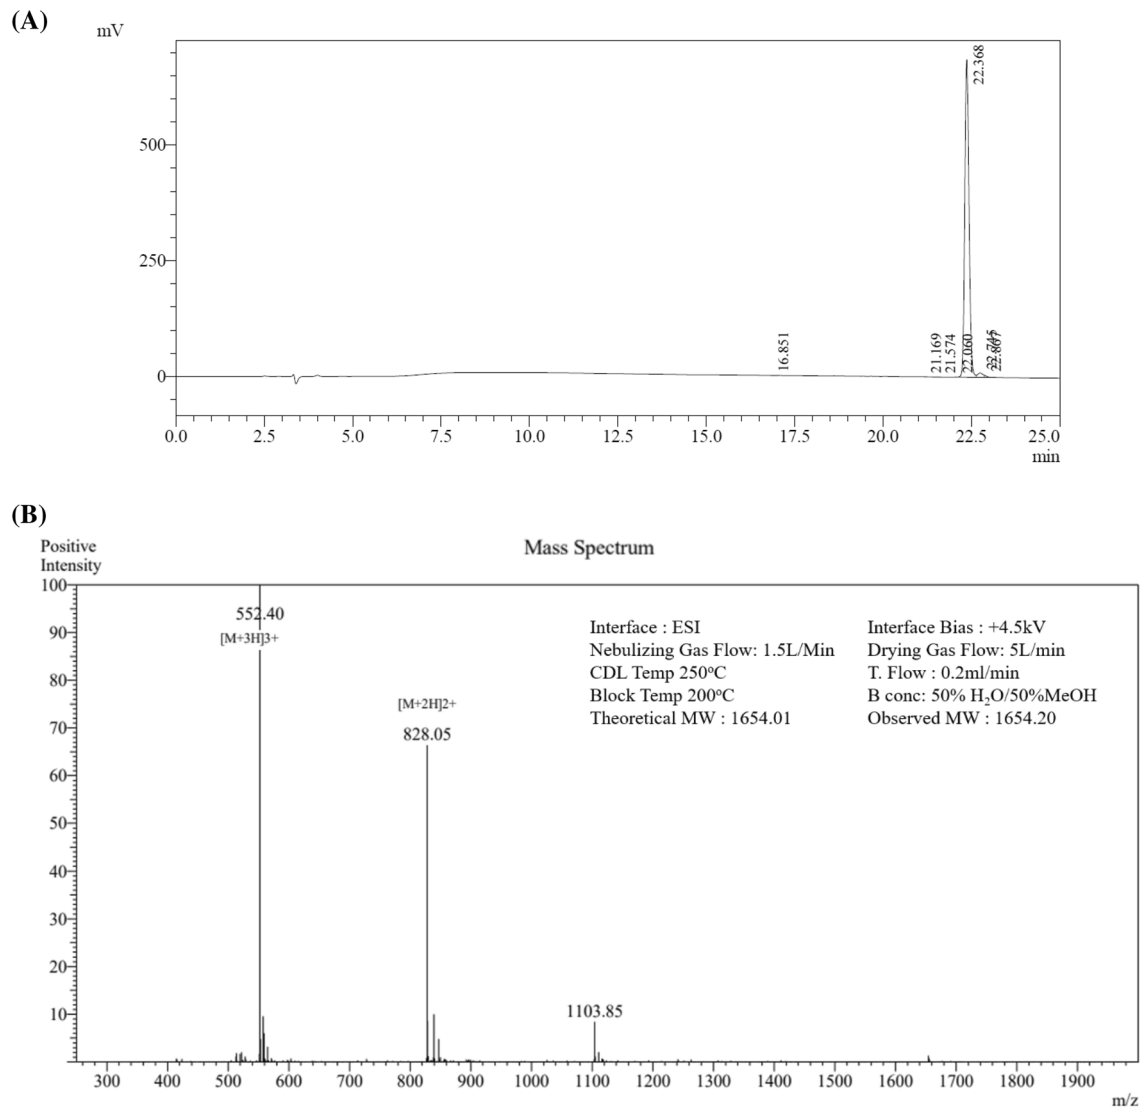 (A)
mV
500
250
0
22.368
16.851
21.169
21.574
22.060
22.867
0.0 2.5 5.0 7.5 10.0 12.5 15.0 17.5 20.0 22.5 25.0
min
(B)
Positive
Intensity
Mass Spectrum
100
90
80
70
60
50
40
30
20
10
552.40
[M+3H]3+
[M+2H]2+
828.05
1103.85
Interface : ESI
Nebulizing Gas Flow: 1.5L/Min
CDL Temp 250°C
Block Temp 200°C
Theoretical MW : 1654.01
Interface Bias : +4.5kV
Drying Gas Flow: 5L/min
T. Flow : 0.2ml/min
B conc: 50% H₂O/50%MeOH
Observed MW : 1654.20
300 400 500 600 700 800 900 1000 1100 1200 1300 1400 1500 1600 1700 1800 1900
m/z